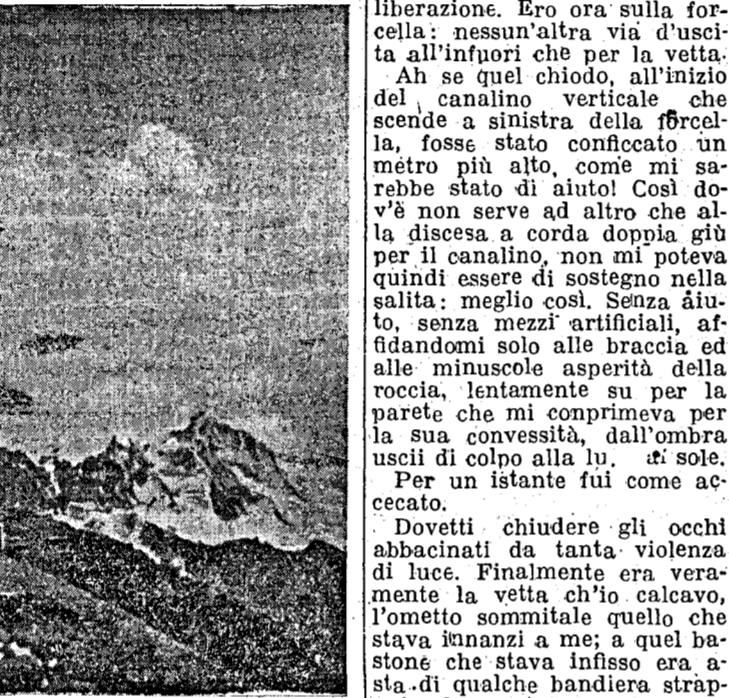 liberazione. Ero ora sulla for-
cella: nessun'altra via d'usci-
ta all'infuori che per la vetta.
Ah se quel chiodo, all'inizio
del canalino verticale che
scende a sinistra della forcel-
la, fosse stato conficcato un
metro più alto, come mi sa-
rebbe stato di aiuto! Così do-
v'è non serve ad altro che al-
la discesa a corda doppia giù
per il canalino, non mi poteva
quindi essere di sostegno nella
salita: meglio così. Senza aiu-
to, senza mezzi artificiali, af-
fidandomi solo alle braccia ed
alle minuscole asperità della
roccia, lentamente su per la
parete che mi conprimeva per
la sua convessità, dall'ombra
uscii di colpo alla sole.
Per un istante fui come ac-
cecato.
Dovetti chiudere gli occhi
abbacinati da tanta violenza
di luce. Finalmente era vera-
mente la vetta ch'io calcavo,
l'ometto sommitale quello che
stava innanzi a me; a quel ba-
stone che stava infisso era a-
sta di qualche bandiera strap-